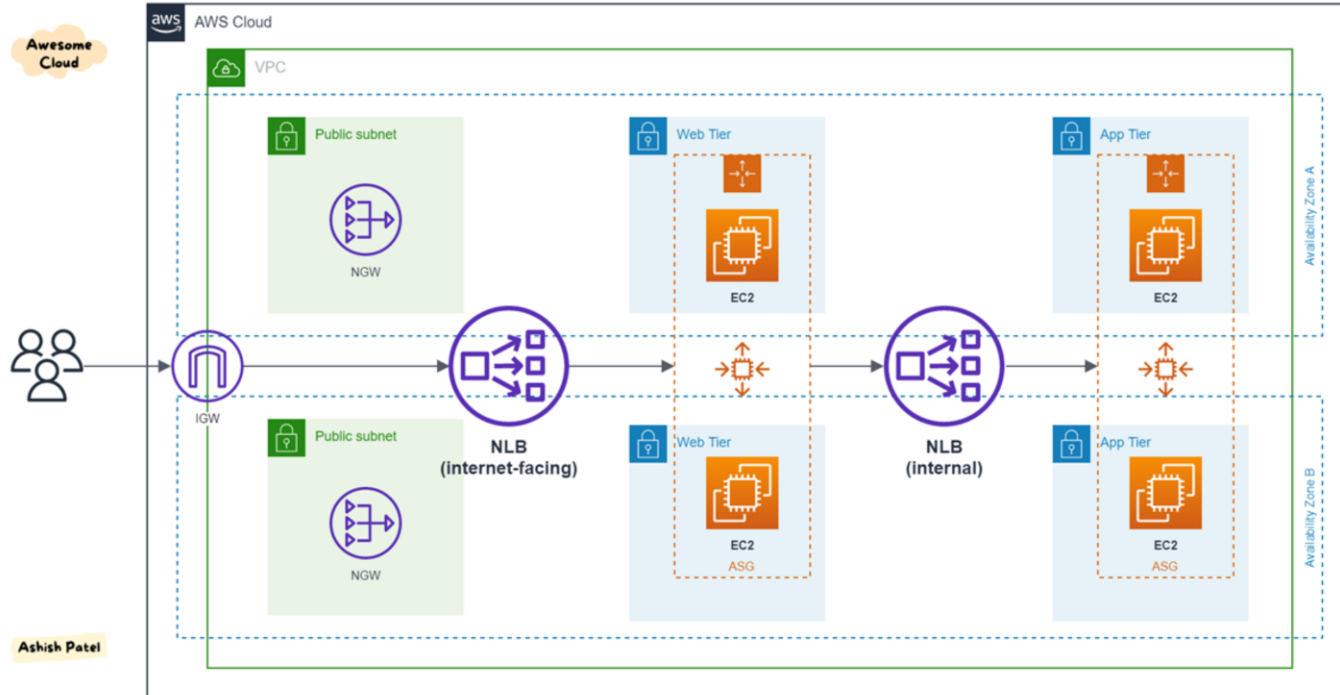 aws
AWS Cloud
Awesome
Cloud
VPC
Public subnet
Web Tier
App Tier
Availability Zone A
NGW
EC2
EC2
IGW
NLB
(internet-facing)
NLB
(internal)
Public subnet
Web Tier
App Tier
Availability Zone B
NGW
EC2
ASG
EC2
ASG
Ashish Patel